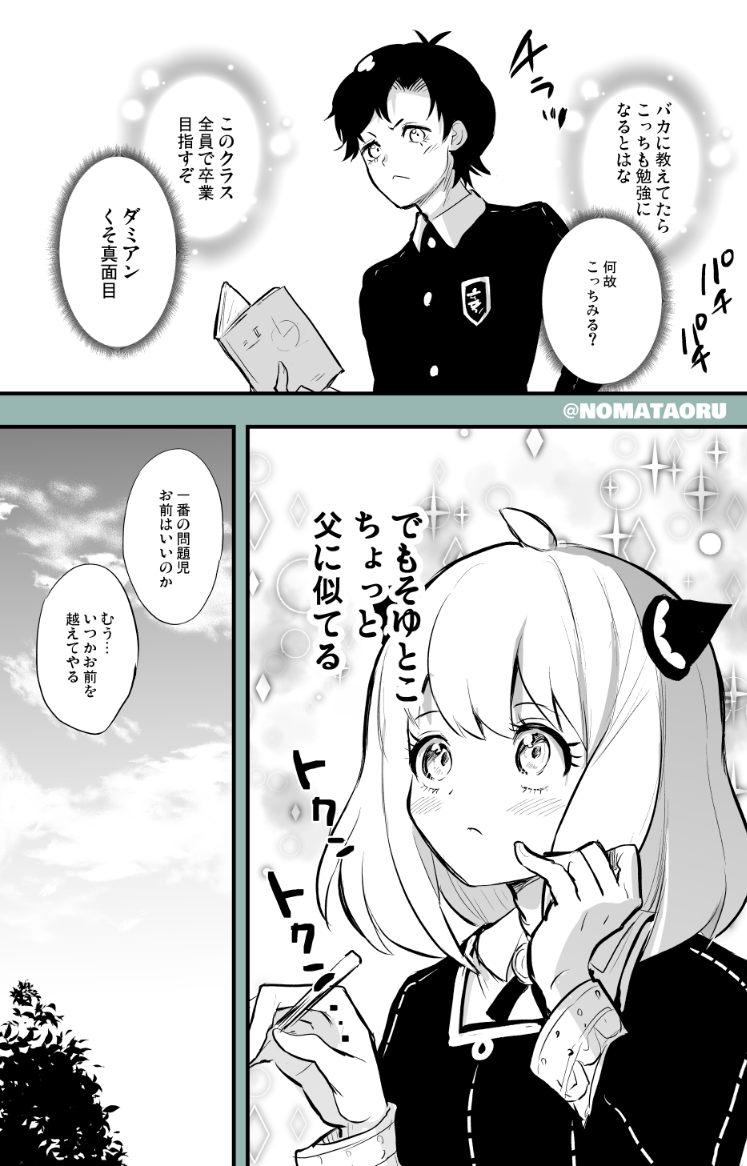 チラッ
バカに教えてたら
こっちも勉強に
なるとはな
何故
こっちみる?
パチ
パチ
このクラス
全員で卒業
目指すぞ
ダミアン
くそ真面目
@NOMATAORU
でもそゆとこ
ちょっと
父に似てる
トクン
トクン…
一番の問題児
お前はいいのか
むう…
いつかお前を
越えてやる